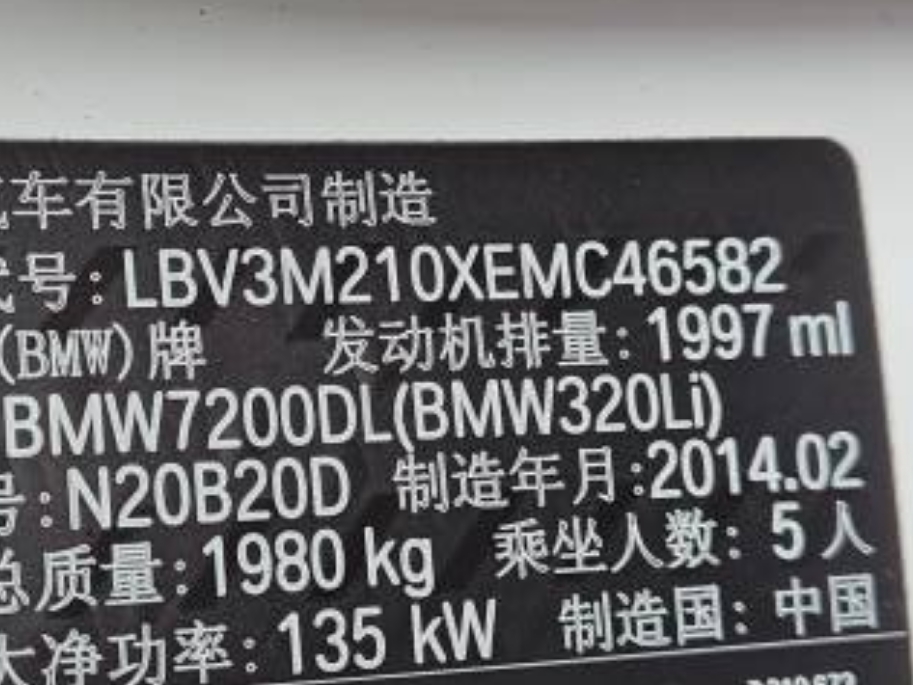 汽车有限公司制造
代号: LBV3M210XEMC46582
(BMW) 牌 发动机排量: 1997 ml
BMW7200DL(BMW320Li)
号: N20B20D 制造年月: 2014.02
总质量: 1980 kg 乘坐人数: 5 人
大净功率: 135 kW 制造国: 中国